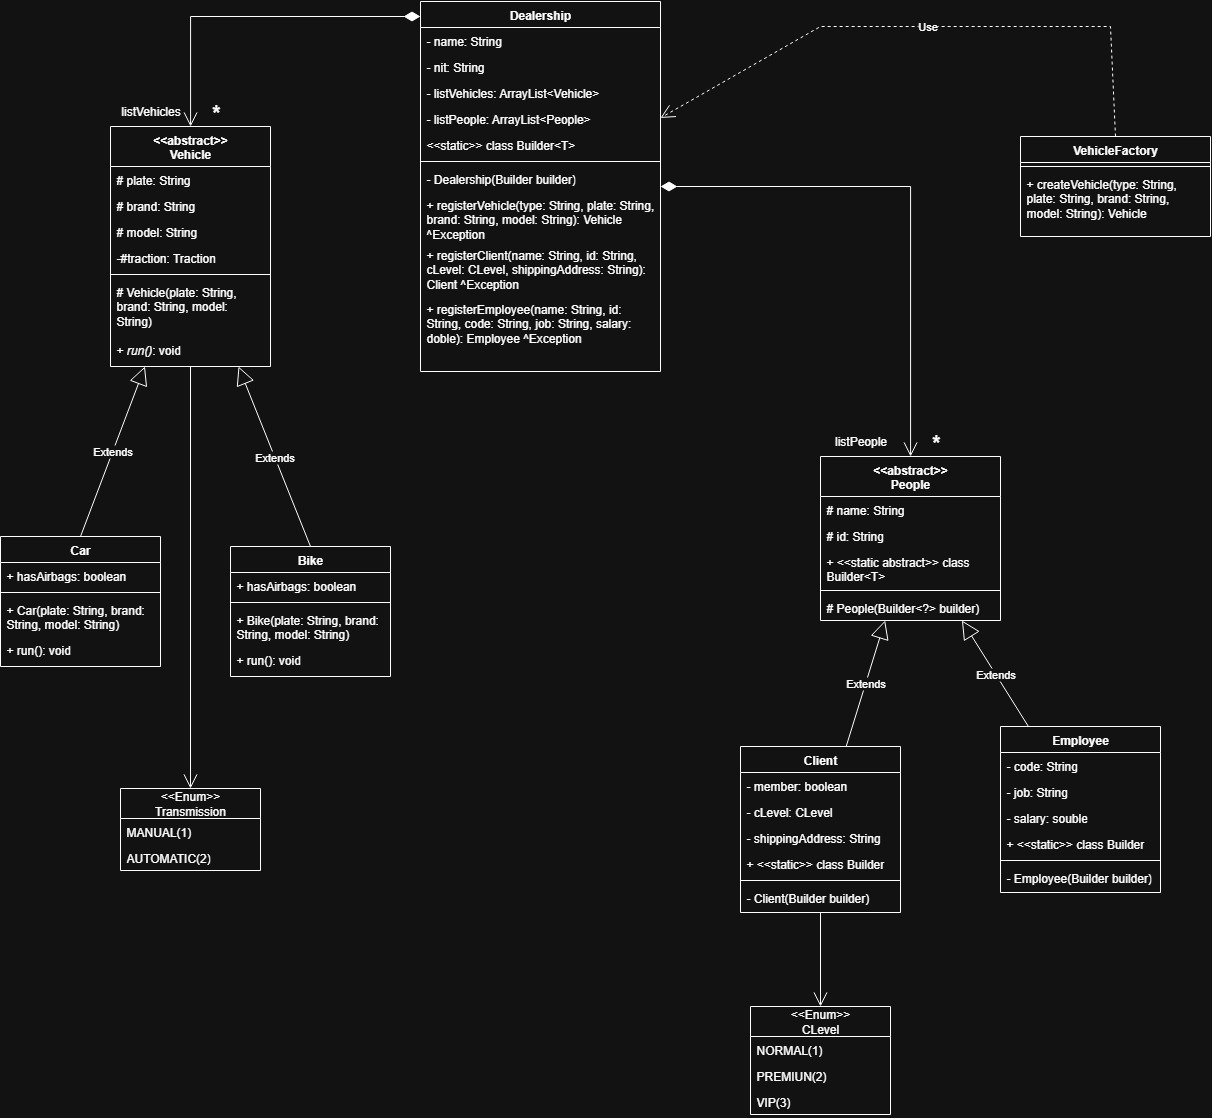 Dealership
- name: String
- nit: String
- listVehicles: ArrayList<Vehicle>
- listPeople: ArrayList<People>
<<static>> class Builder<T>
- Dealership(Builder builder)
+ registerVehicle(type: String, plate: String,
brand: String, model: String): Vehicle
^Exception
+ registerClient(name: String, id: String,
cLevel: CLevel, shippingAddress: String):
Client ^Exception
+ registerEmployee(name: String, id:
String, code: String, job: String, salary:
doble): Employee ^Exception
Use
VehicleFactory
+ createVehicle(type: String,
plate: String, brand: String,
model: String): Vehicle
listVehicles
*
<<abstract>>
Vehicle
# plate: String
# brand: String
# model: String
-#traction: Traction
# Vehicle(plate: String,
brand: String, model:
String)
+ run(): void
Extends
Extends
Car
+ hasAirbags: boolean
+ Car(plate: String, brand:
String, model: String)
+ run(): void
Bike
+ hasAirbags: boolean
+ Bike(plate: String, brand:
String, model: String)
+ run(): void
<<Enum>>
Transmission
MANUAL(1)
AUTOMATIC(2)
listPeople
*
<<abstract>>
People
# name: String
# id: String
+ <<static abstract>> class
Builder<T>
# People(Builder<?> builder)
Extends
Extends
Client
- member: boolean
- cLevel: CLevel
- shippingAddress: String
+ <<static>> class Builder
- Client(Builder builder)
Employee
- code: String
- job: String
- salary: souble
+ <<static>> class Builder
- Employee(Builder builder)
<<Enum>>
CLevel
NORMAL(1)
PREMIUN(2)
VIP(3)